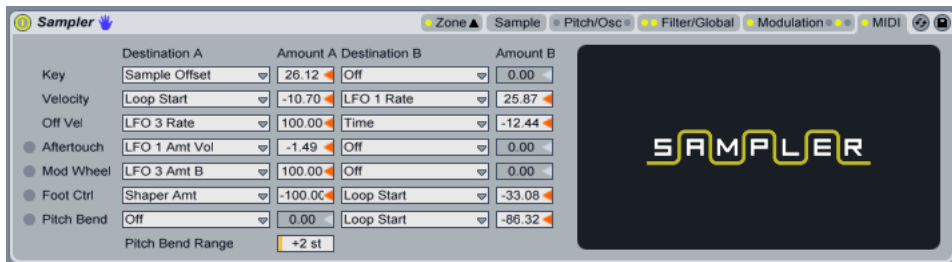 Sampler Zone Sample Pitch/Osc Filter/Global Modulation MIDI
Destination A Amount A Destination B Amount B
Key Sample Offset 26.12 Off 0.00
Velocity Loop Start -10.70 LFO 1 Rate 25.87
Off Vel LFO 3 Rate 100.00 Time -12.44
Aftertouch LFO 1 Amt Vol -1.49 Off 0.00
Mod Wheel LFO 3 Amt B 100.00 Off 0.00
Foot Ctrl Shaper Amt -100.00 Loop Start -33.08
Pitch Bend Off 0.00 Loop Start -86.32
Pitch Bend Range +2 st
SAMPLER